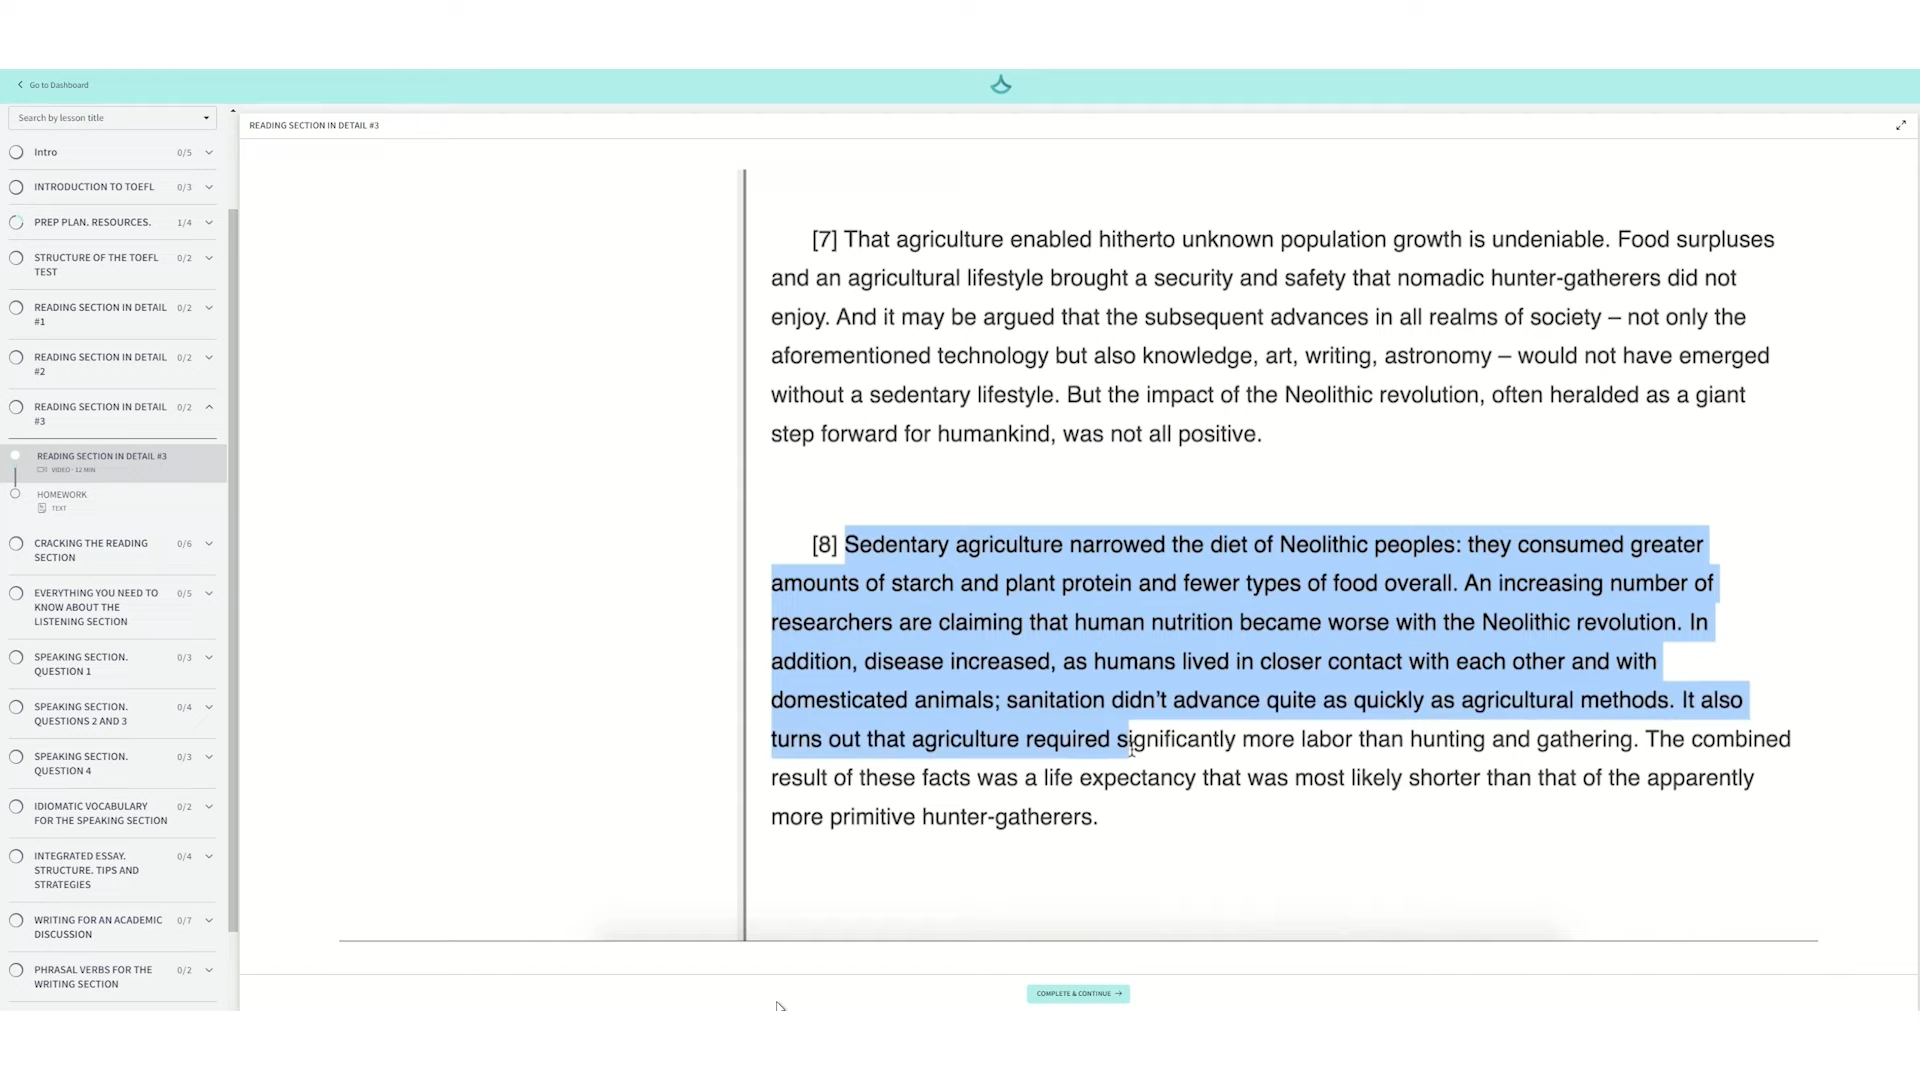 Go to Dashboard
Search by lesson title
Intro 0/5
INTRODUCTION TO TOEFL 0/3
PREP PLAN. RESOURCES. 1/4
STRUCTURE OF THE TOEFL 0/2
TEST
READING SECTION IN DETAIL 0/2
#1
READING SECTION IN DETAIL 0/2
#2
READING SECTION IN DETAIL 0/2
#3
READING SECTION IN DETAIL #3
VIDEO · 12 MIN
HOMEWORK
TEXT
CRACKING THE READING 0/6
SECTION
EVERYTHING YOU NEED TO 0/5
KNOW ABOUT THE
LISTENING SECTION
SPEAKING SECTION. 0/3
QUESTION 1
SPEAKING SECTION. 0/4
QUESTIONS 2 AND 3
SPEAKING SECTION. 0/3
QUESTION 4
IDIOMATIC VOCABULARY 0/2
FOR THE SPEAKING SECTION
INTEGRATED ESSAY. 0/4
STRUCTURE. TIPS AND
STRATEGIES
WRITING FOR AN ACADEMIC 0/7
DISCUSSION
PHRASAL VERBS FOR THE 0/2
WRITING SECTION
READING SECTION IN DETAIL #3
[7] That agriculture enabled hitherto unknown population growth is undeniable. Food surpluses
and an agricultural lifestyle brought a security and safety that nomadic hunter-gatherers did not
enjoy. And it may be argued that the subsequent advances in all realms of society – not only the
aforementioned technology but also knowledge, art, writing, astronomy – would not have emerged
without a sedentary lifestyle. But the impact of the Neolithic revolution, often heralded as a giant
step forward for humankind, was not all positive.
[8] Sedentary agriculture narrowed the diet of Neolithic peoples: they consumed greater
amounts of starch and plant protein and fewer types of food overall. An increasing number of
researchers are claiming that human nutrition became worse with the Neolithic revolution. In
addition, disease increased, as humans lived in closer contact with each other and with
domesticated animals; sanitation didn't advance quite as quickly as agricultural methods. It also
turns out that agriculture required significantly more labor than hunting and gathering. The combined
result of these facts was a life expectancy that was most likely shorter than that of the apparently
more primitive hunter-gatherers.
COMPLETE & CONTINUE →